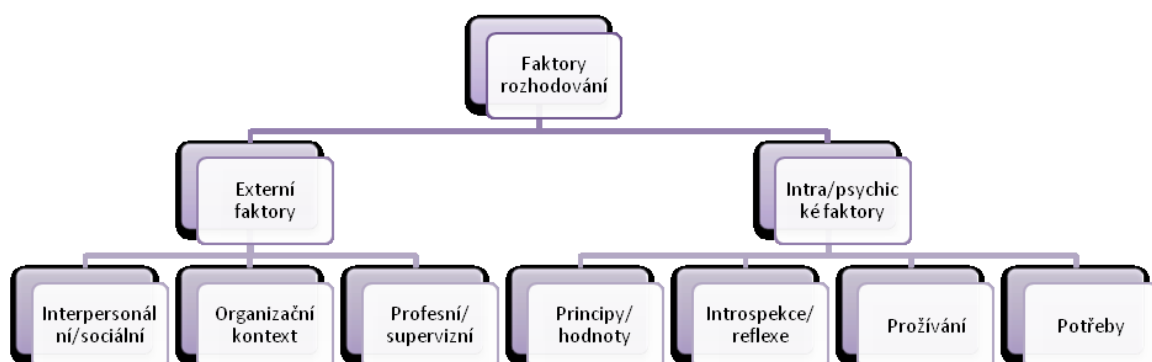 Faktory
rozhodování
Externí
faktory
Intra/psychic
ké faktory
Interpersonál
ní/sociální
Organizační
kontext
Profesní/
supervizní
Principy/
hodnoty
Introspekce/
reflexe
Prožívání
Potřeby